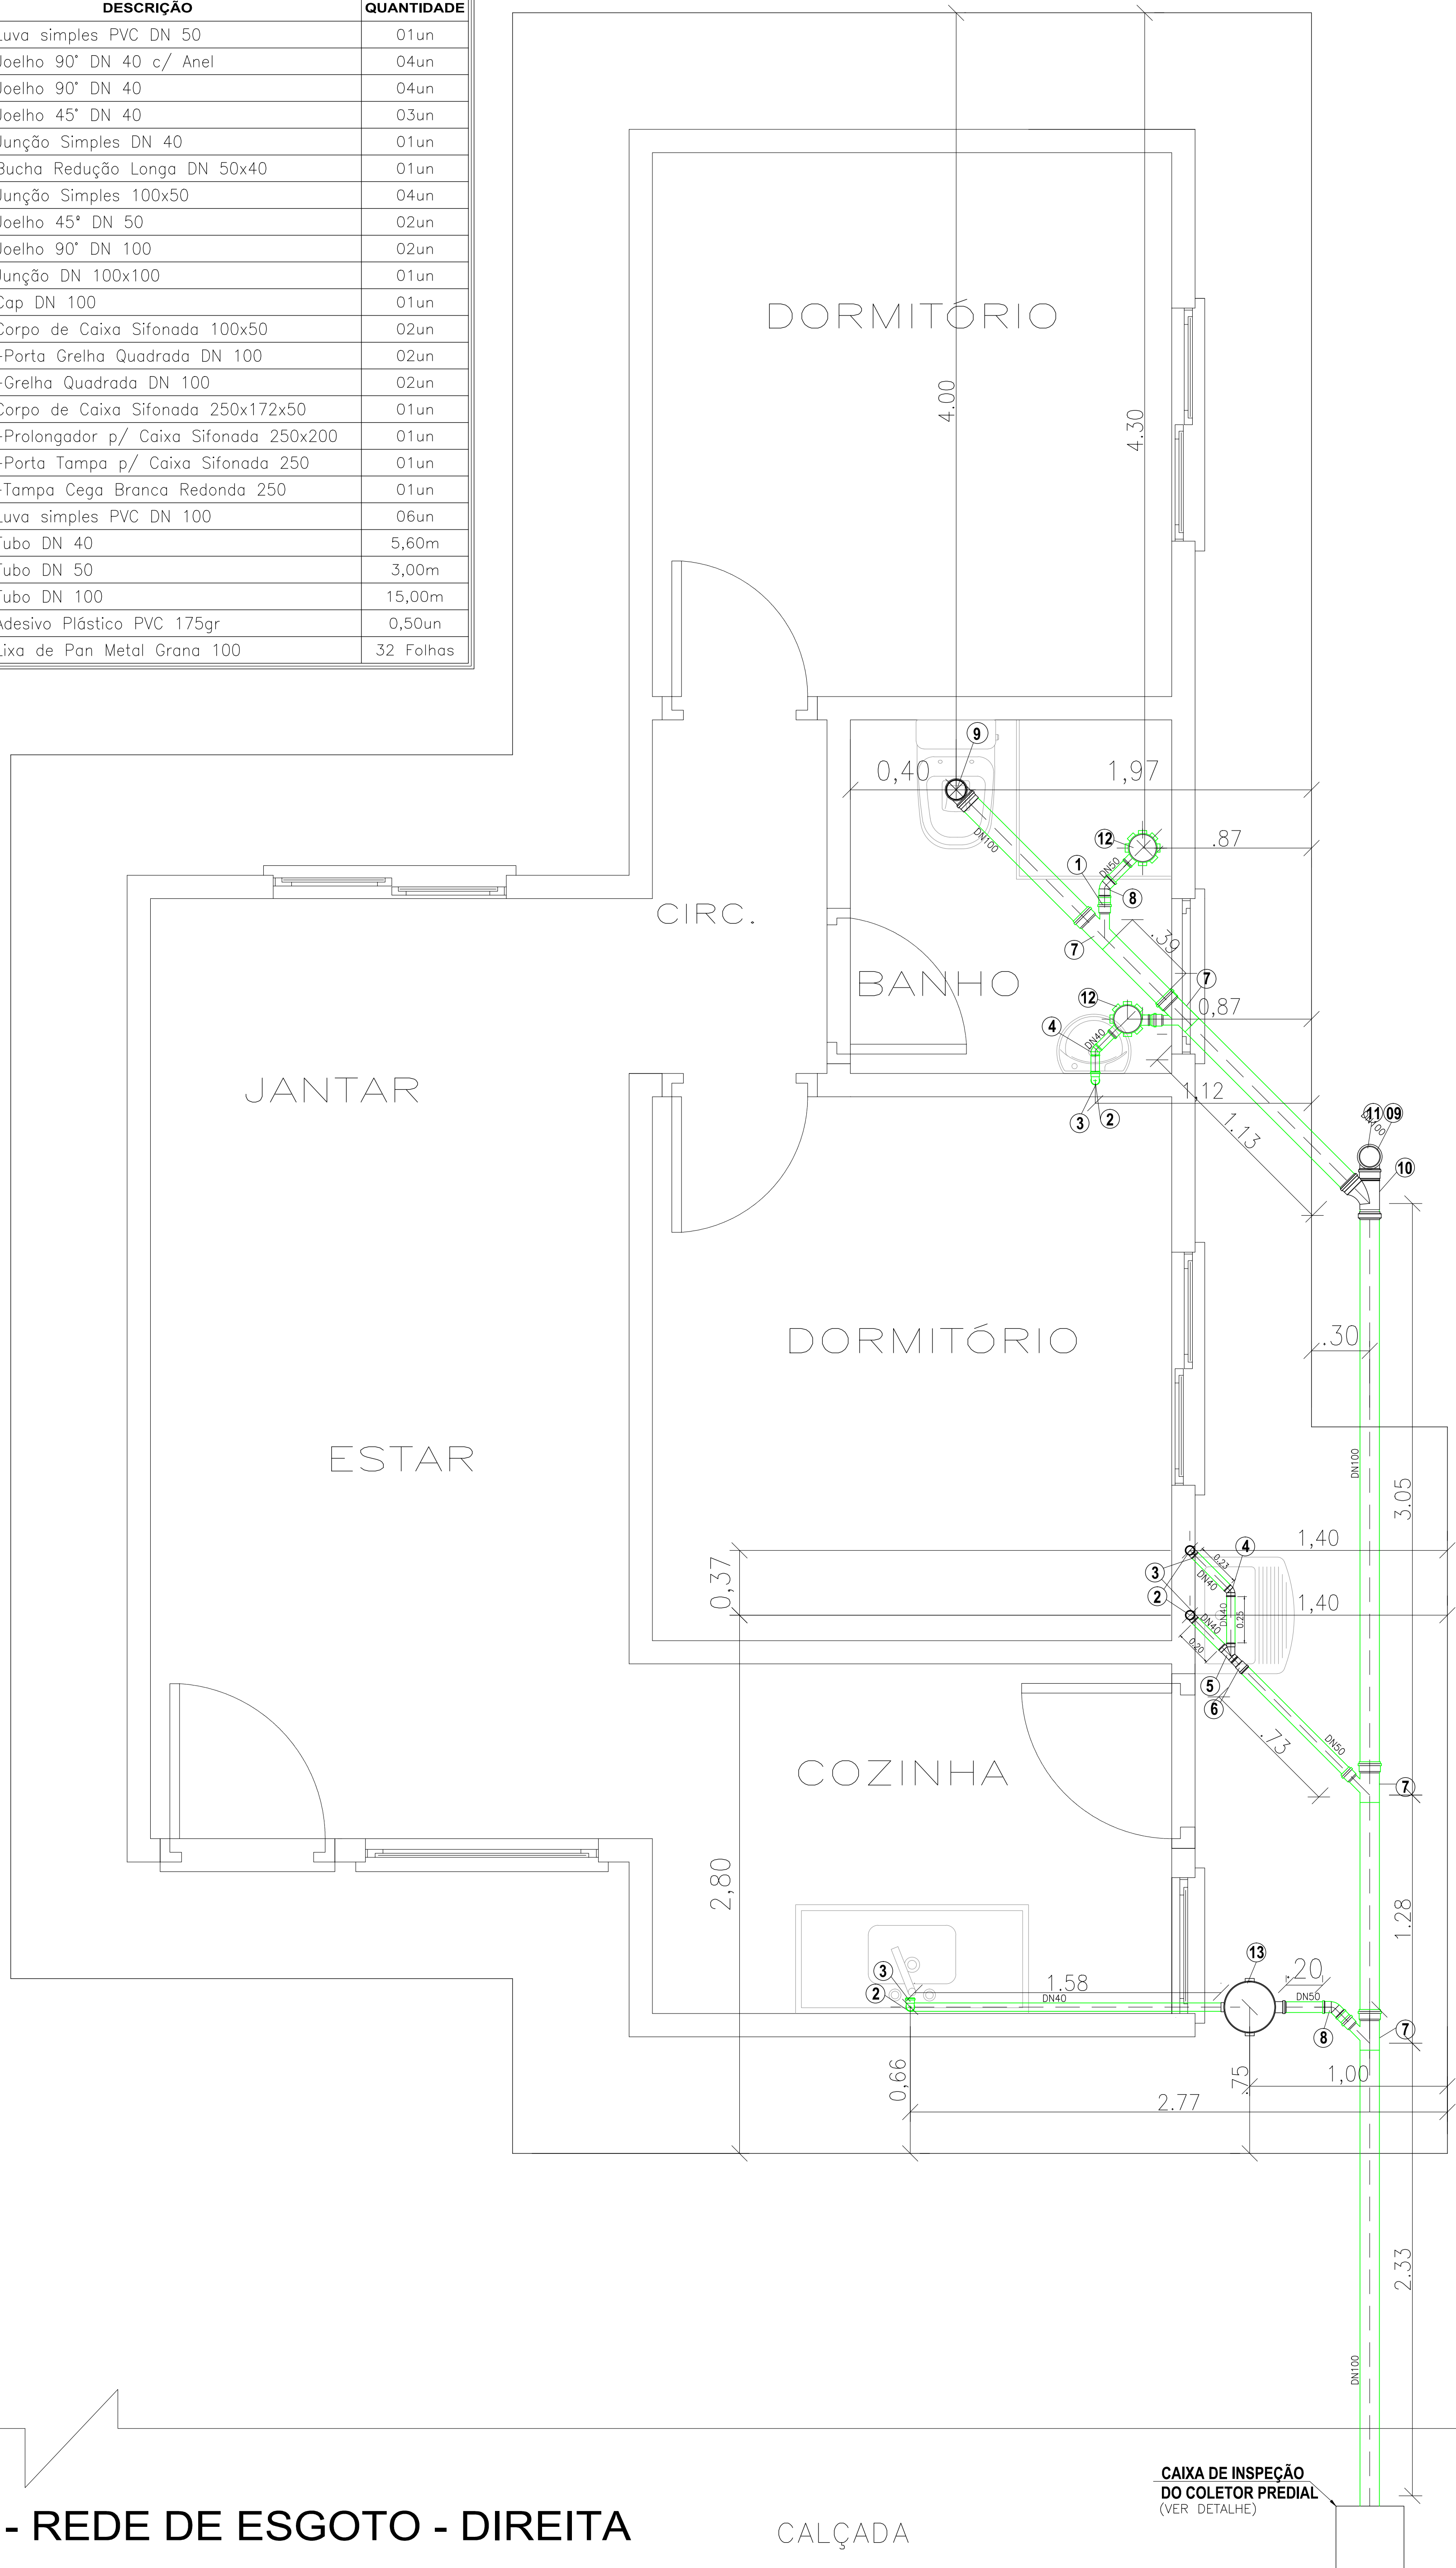 DESCRIÇÃO QUANTIDADE
Luva simples PVC DN 50 01un
Joelho 90° DN 40 c/ Anel 04un
Joelho 90° DN 40 04un
Joelho 45° DN 40 03un
Junção Simples DN 40 01un
Bucha Redução Longa DN 50x40 01un
Junção Simples 100x50 04un
Joelho 45° DN 50 02un
Joelho 90° DN 100 02un
Junção DN 100x100 01un
Cap DN 100 01un
Corpo de Caixa Sifonada 100x50 02un
-Porta Grelha Quadrada DN 100 02un
-Grelha Quadrada DN 100 02un
Corpo de Caixa Sifonada 250x172x50 01un
-Prolongador p/ Caixa Sifonada 250x200 01un
-Porta Tampa p/ Caixa Sifonada 250 01un
-Tampa Cega Branca Redonda 250 01un
Luva simples PVC DN 100 06un
Tubo DN 40 5,60m
Tubo DN 50 3,00m
Tubo DN 100 15,00m
Adesivo Plástico PVC 175gr 0,50un
Lixa de Pan Metal Grana 100 32 Folhas
DORMITÓRIO
4.00
4.30
9
0,40
1,97
DN100
12
.87
1
DN50
8
CIRC.
7
.39
BANHO
7
12
0,87
4
DN40
JANTAR
1,12
3
2
1.13
11
09
DN100
10
DORMITÓRIO
.30
ESTAR
DN100
3.05
1,40
4
0.23
3
DN40
0,37
2
1,40
DN40
0.25
DN40
0.20
5
6
.73
DN50
COZINHA
7
2,80
1.28
13
3
1.58
.20
2
DN40
DN50
8
7
0,66
.75
1,00
2.77
2.33
DN100
CAIXA DE INSPEÇÃO
DO COLETOR PREDIAL
(VER DETALHE)
- REDE DE ESGOTO - DIREITA
CALÇADA